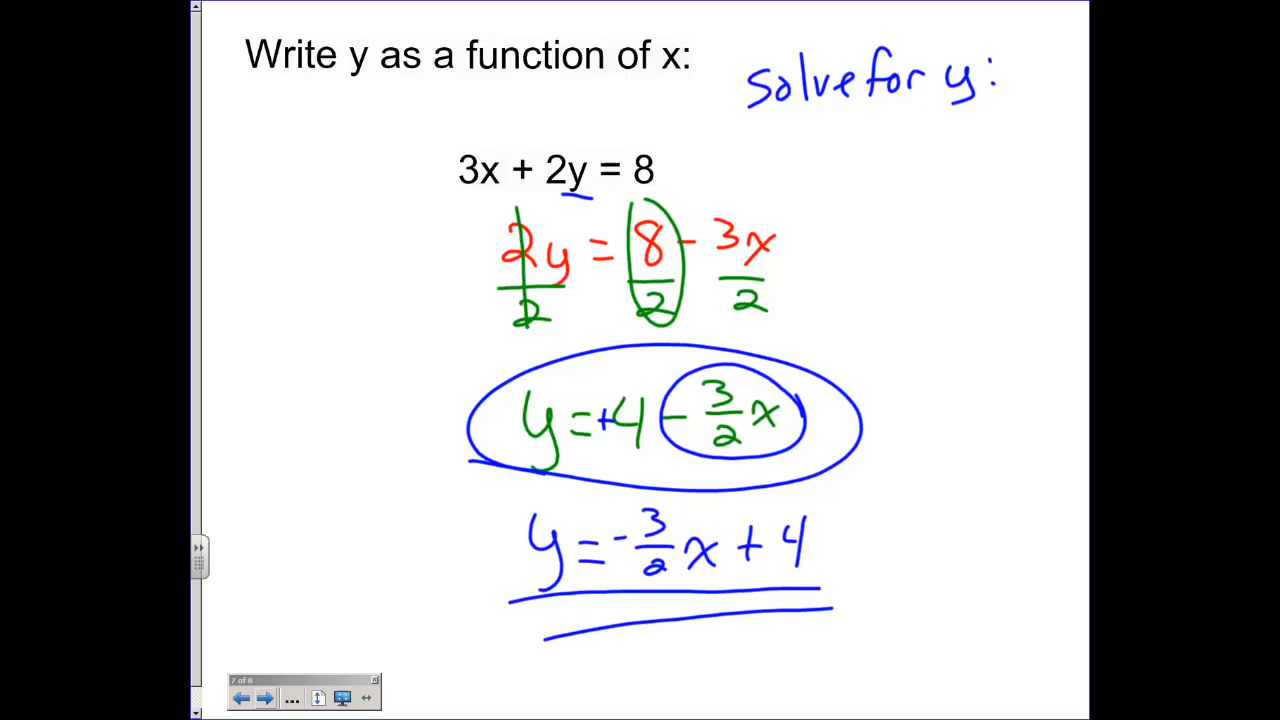 Write y as a function of x:
solve for y:
3x + 2y = 8
2y = 8 - 3x
2 2 2
y = +4 - 3/2 x
y = - 3/2 x + 4
7 of 8